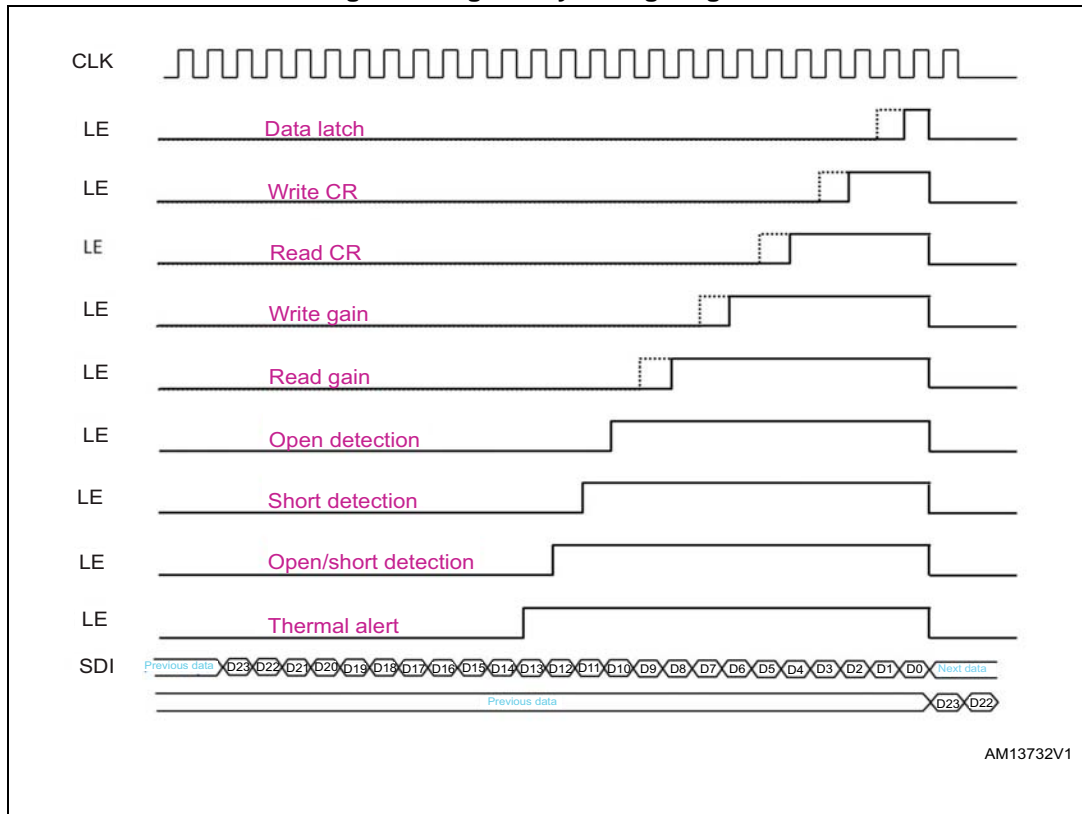 CLK
LE Data latch
LE Write CR
LE Read CR
LE Write gain
LE Read gain
LE Open detection
LE Short detection
LE Open/short detection
LE Thermal alert
SDI Previous data D23 D22 D21 D20 D19 D18 D17 D16 D15 D14 D13 D12 D11 D10 D9 D8 D7 D6 D5 D4 D3 D2 D1 D0 Next data
Previous data D23 D22
AM13732V1